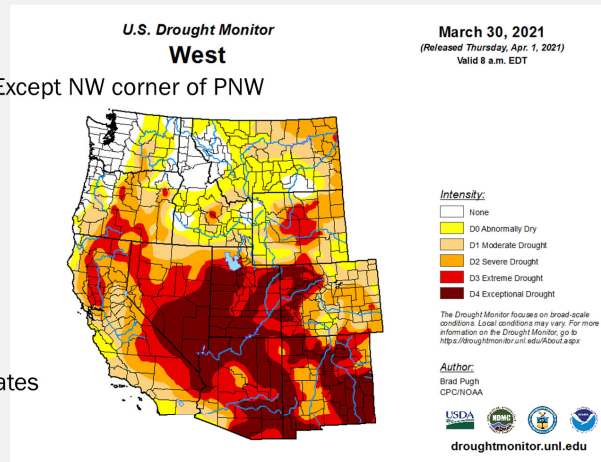 U.S. Drought Monitor
West
March 30, 2021
(Released Thursday, Apr. 1, 2021)
Valid 8 a.m. EDT
Except NW corner of PNW
Intensity:
None
D0 Abnormally Dry
D1 Moderate Drought
D2 Severe Drought
D3 Extreme Drought
D4 Exceptional Drought
The Drought Monitor focuses on broad-scale
conditions. Local conditions may vary. For more
information on the Drought Monitor, go to
https://droughtmonitor.unl.edu/About.aspx
ates
Author:
Brad Pugh
CPC/NOAA
USDA
NDMC
droughtmonitor.unl.edu